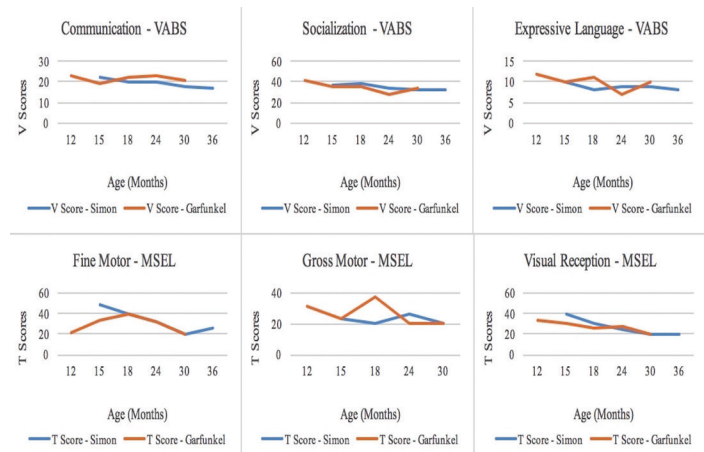 Communication - VABS
30
20
10
0
V Scores
12 15 18 24 30 36
Age (Months)
V Score - Simon V Score - Garfunkel
Socialization - VABS
60
40
20
0
V Scores
12 15 18 24 30 36
Age (Months)
V Score - Simon V Score - Garfunkel
Expressive Language - VABS
15
10
5
0
V Scores
12 15 18 24 30 36
Age (Months)
V Score - Simon V Score - Garfunkel
Fine Motor - MSEL
60
40
20
0
T Scores
12 15 18 24 30 36
Age (Months)
T Score - Simon T Score - Garfunkel
Gross Motor - MSEL
40
20
0
T Scores
12 15 18 24 30
Age (Months)
T Score - Simon T Score - Garfunkel
Visual Reception - MSEL
60
40
20
0
T Scores
12 15 18 24 30 36
Age (Months)
T Score - Simon T Score - Garfunkel